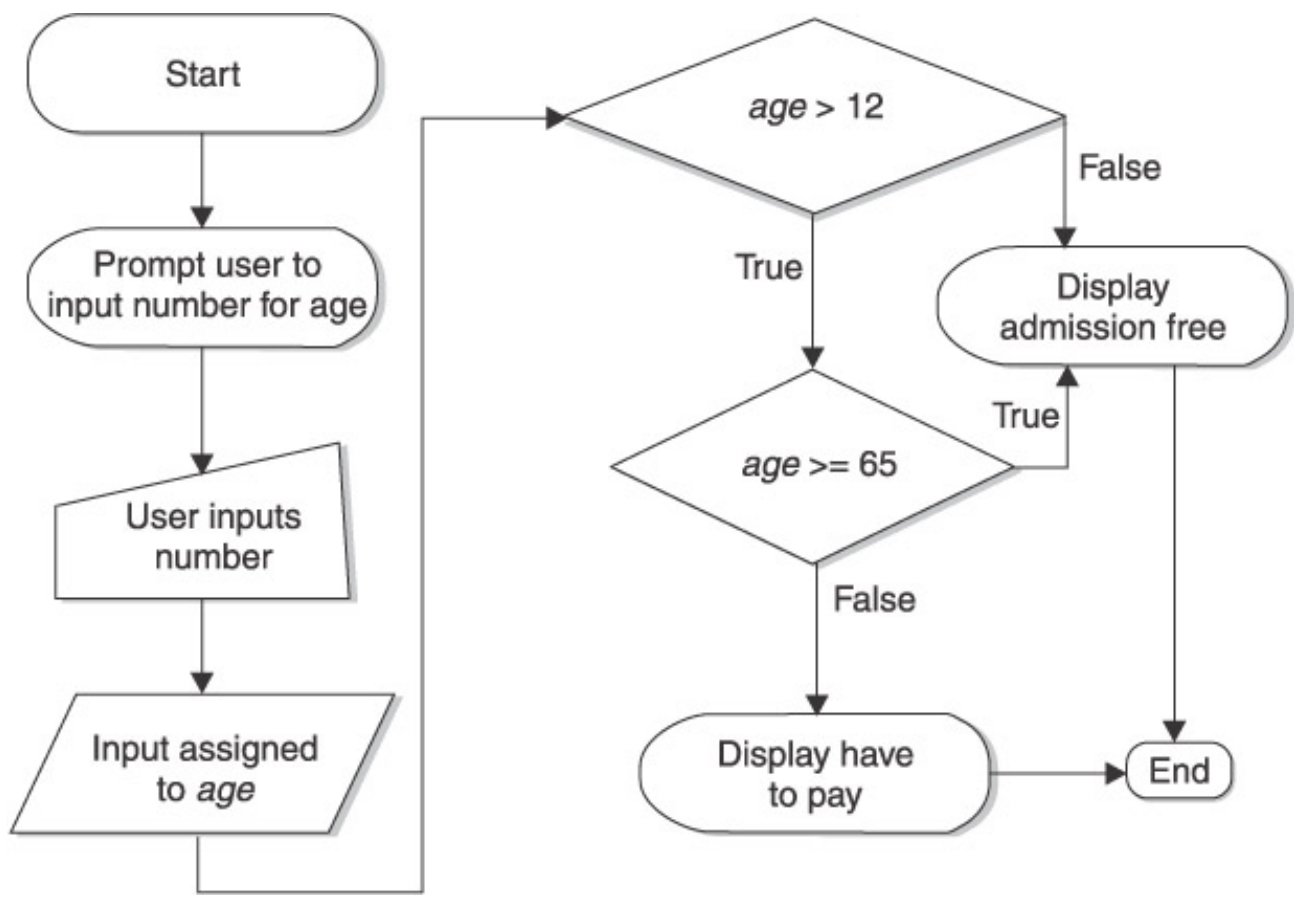 Start
Prompt user to
input number for age
User inputs
number
Input assigned
to age
age > 12
False
True
Display
admission free
True
age >= 65
False
Display have
to pay
End